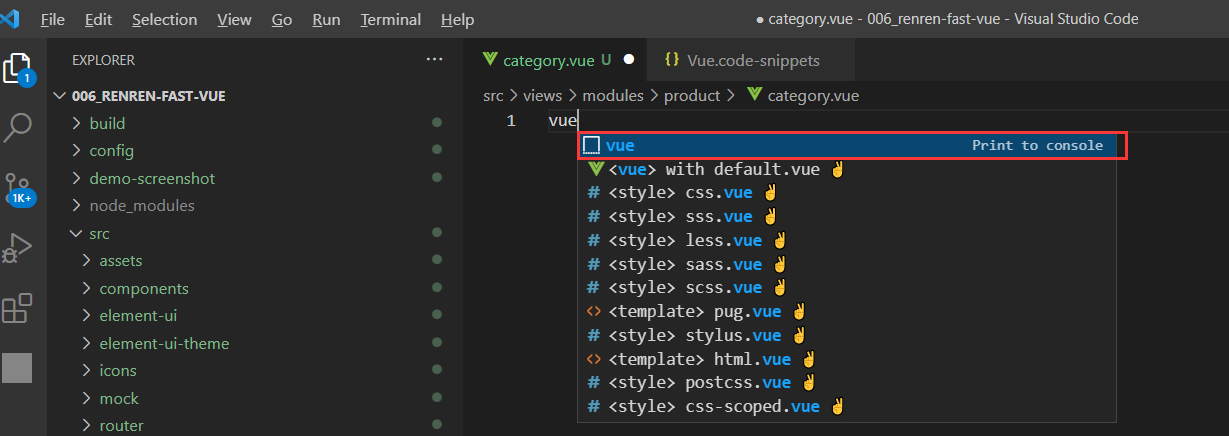 File Edit Selection View Go Run Terminal Help
● category.vue - 006_renren-fast-vue - Visual Studio Code
EXPLORER ···
category.vue U ●
{} Vue.code-snippets
1
1K+
006_RENREN-FAST-VUE
build
config
demo-screenshot
node_modules
src
assets
components
element-ui
element-ui-theme
icons
mock
router
src > views > modules > product > category.vue
1 vue
vue Print to console
<vue> with default.vue ✌
# <style> css.vue ✌
# <style> sss.vue ✌
# <style> less.vue ✌
# <style> sass.vue ✌
# <style> scss.vue ✌
<> <template> pug.vue ✌
# <style> stylus.vue ✌
<> <template> html.vue ✌
# <style> postcss.vue ✌
# <style> css-scoped.vue ✌